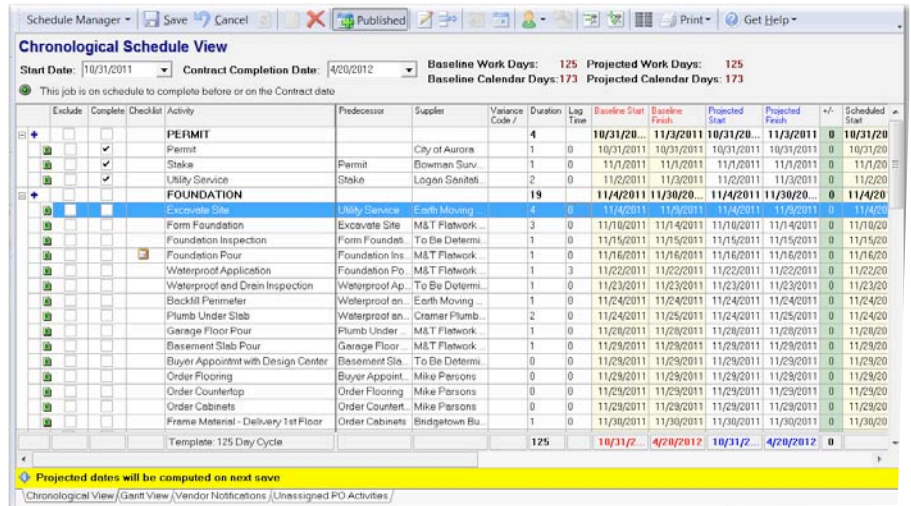 Schedule Manager Save Cancel Published Print Get Help
Chronological Schedule View
Start Date: 10/31/2011 Contract Completion Date: 4/20/2012 Baseline Work Days: 125 Projected Work Days: 125
Baseline Calendar Days: 173 Projected Calendar Days: 173
This job is on schedule to complete before or on the Contract date
Exclude Complete Checklist Activity Predecessor Supplier Variance Code / Duration Lag Time Baseline Start Baseline Finish Projected Start Projected Finish +/- Scheduled Start
PERMIT 4 10/31/20... 11/3/2011 10/31/20... 11/3/2011 0 10/31/20
Permit City of Aurora 1 0 10/31/2011 10/31/2011 10/31/2011 10/31/2011 0 10/31/20
Stake Permit Bowman Surv... 1 0 11/1/2011 11/1/2011 11/1/2011 11/1/2011 0 11/1/20
Utility Service Stake Logan Sanitati... 2 0 11/2/2011 11/3/2011 11/2/2011 11/3/2011 0 11/2/20
FOUNDATION 19 11/4/2011 11/30/20... 11/4/2011 11/30/20... 0 11/4/20
Excavate Site Utility Service Earth Moving ... 4 0 11/4/2011 11/9/2011 11/4/2011 11/9/2011 0 11/4/20
Form Foundation Excavate Site M&T Flatwork ... 3 0 11/10/2011 11/14/2011 11/10/2011 11/14/2011 0 11/10/20
Foundation Inspection Form Foundati... To Be Determi... 1 0 11/15/2011 11/15/2011 11/15/2011 11/15/2011 0 11/15/20
Foundation Pour Foundation Ins... M&T Flatwork ... 1 0 11/16/2011 11/16/2011 11/16/2011 11/16/2011 0 11/16/20
Waterproof Application Foundation Po... M&T Flatwork ... 1 3 11/22/2011 11/22/2011 11/22/2011 11/22/2011 0 11/22/20
Waterproof and Drain Inspection Waterproof Ap... To Be Determi... 1 0 11/23/2011 11/23/2011 11/23/2011 11/23/2011 0 11/23/20
Backfill Perimeter Waterproof an... Earth Moving ... 1 0 11/24/2011 11/24/2011 11/24/2011 11/24/2011 0 11/24/20
Plumb Under Slab Waterproof an... Cramer Plumb... 2 0 11/24/2011 11/25/2011 11/24/2011 11/25/2011 0 11/24/20
Garage Floor Pour Plumb Under ... M&T Flatwork ... 1 0 11/28/2011 11/28/2011 11/28/2011 11/28/2011 0 11/28/20
Basement Slab Pour Garage Floor ... M&T Flatwork ... 1 0 11/29/2011 11/29/2011 11/29/2011 11/29/2011 0 11/29/20
Buyer Appointmt with Design Center Basement Sla... To Be Determi... 0 0 11/29/2011 11/29/2011 11/29/2011 11/29/2011 0 11/29/20
Order Flooring Buyer Appoint... Mike Parsons 0 0 11/29/2011 11/29/2011 11/29/2011 11/29/2011 0 11/29/20
Order Countertop Order Flooring Mike Parsons 0 0 11/29/2011 11/29/2011 11/29/2011 11/29/2011 0 11/29/20
Order Cabinets Order Countert... Mike Parsons 0 0 11/29/2011 11/29/2011 11/29/2011 11/29/2011 0 11/29/20
Frame Material - Delivery 1st Floor Order Cabinets Bridgetown Bu... 1 0 11/30/2011 11/30/2011 11/30/2011 11/30/2011 0 11/30/20
Template: 125 Day Cycle 125 10/31/2... 4/20/2012 10/31/2... 4/20/2012 0
Projected dates will be computed on next save
Chronological View Gantt View Vendor Notifications Unassigned PO Activities